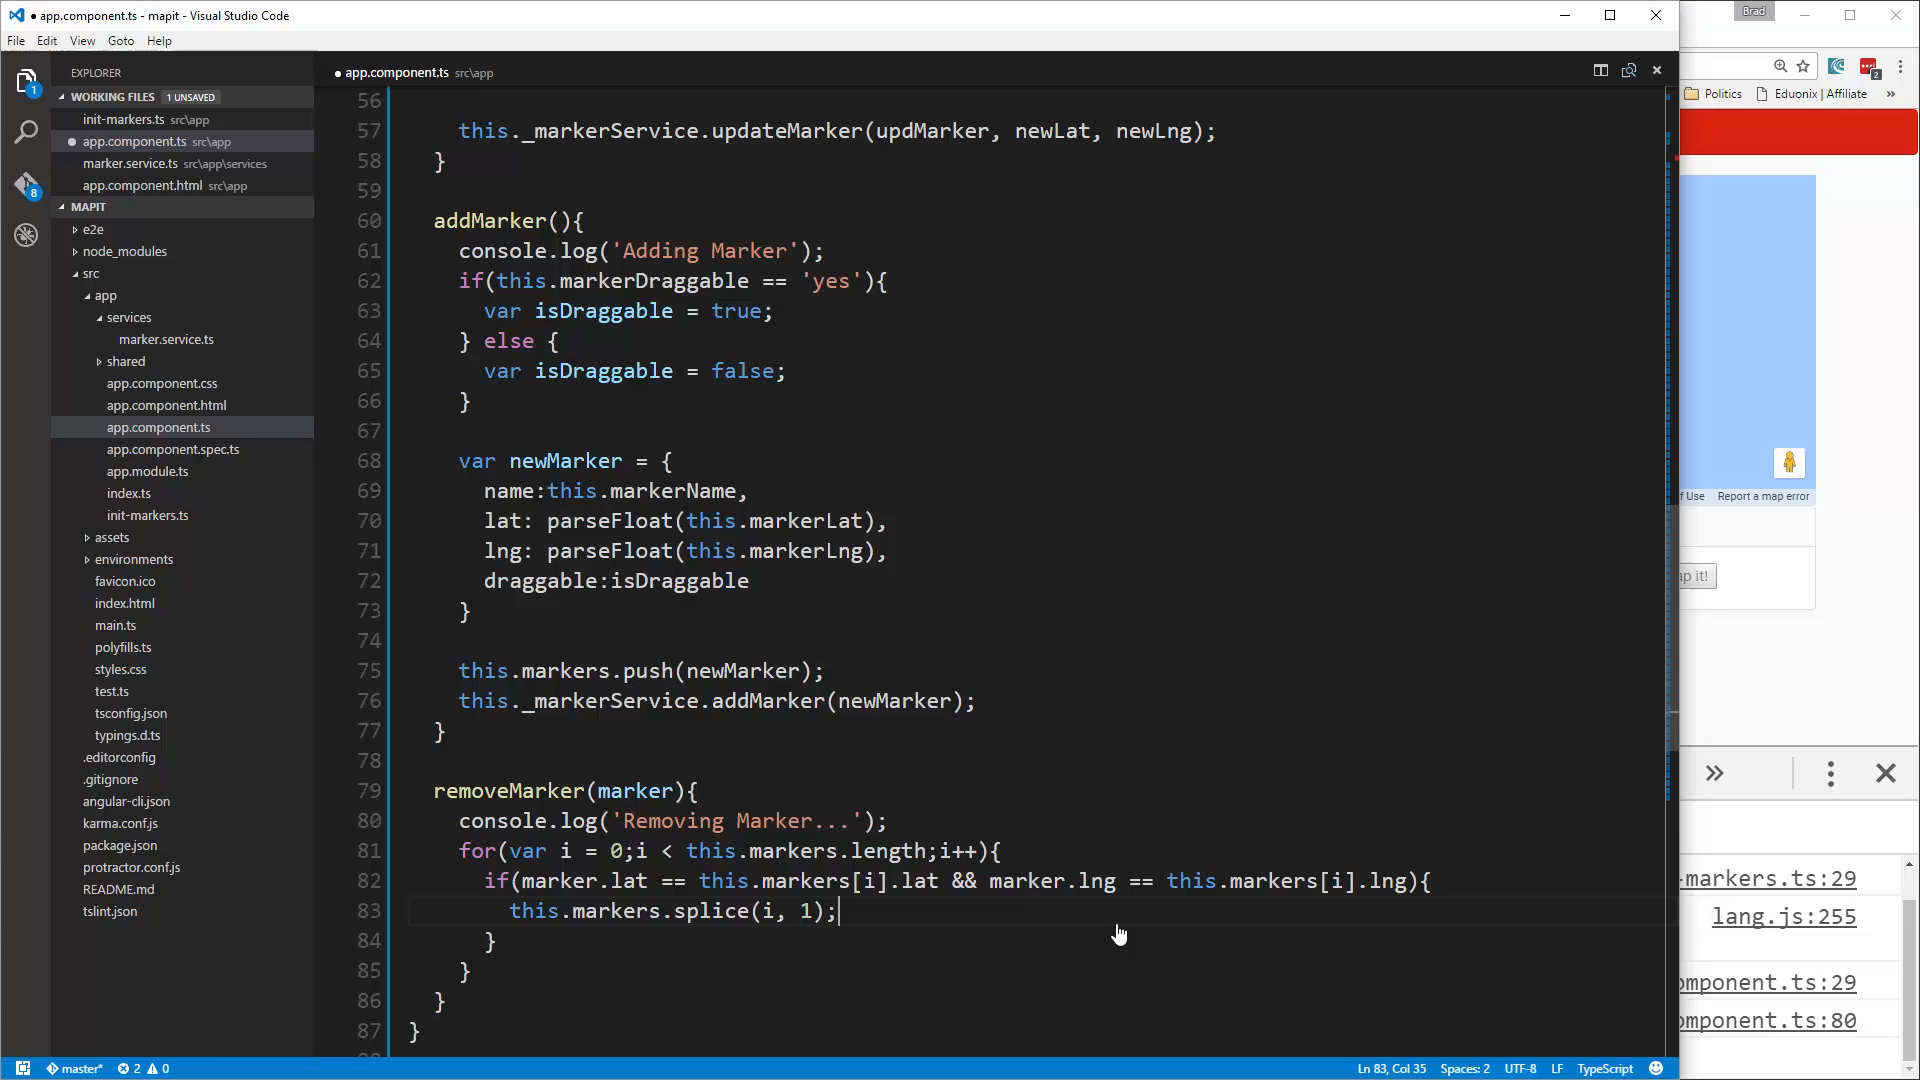 ● app.component.ts - mapit - Visual Studio Code
Brad
File Edit View Goto Help
EXPLORER
● app.component.ts src\app
WORKING FILES 1 UNSAVED
init-markers.ts src\app
app.component.ts src\app
marker.service.ts src\app\services
app.component.html src\app
MAPIT
e2e
node_modules
src
app
services
marker.service.ts
shared
app.component.css
app.component.html
app.component.ts
app.component.spec.ts
app.module.ts
index.ts
init-markers.ts
assets
environments
favicon.ico
index.html
main.ts
polyfills.ts
styles.css
test.ts
tsconfig.json
typings.d.ts
.editorconfig
.gitignore
angular-cli.json
karma.conf.js
package.json
protractor.conf.js
README.md
tslint.json
1
8
56
57 this._markerService.updateMarker(updMarker, newLat, newLng);
58 }
59
60 addMarker(){
61 console.log('Adding Marker');
62 if(this.markerDraggable == 'yes'){
63 var isDraggable = true;
64 } else {
65 var isDraggable = false;
66 }
67
68 var newMarker = {
69 name:this.markerName,
70 lat: parseFloat(this.markerLat),
71 lng: parseFloat(this.markerLng),
72 draggable:isDraggable
73 }
74
75 this.markers.push(newMarker);
76 this._markerService.addMarker(newMarker);
77 }
78
79 removeMarker(marker){
80 console.log('Removing Marker...');
81 for(var i = 0;i < this.markers.length;i++){
82 if(marker.lat == this.markers[i].lat && marker.lng == this.markers[i].lng){
83 this.markers.splice(i, 1);
84 }
85 }
86 }
87 }
2
Politics Eduonix | Affiliate »
f Use Report a map error
ap it!
-markers.ts:29
lang.js:255
omponent.ts:29
omponent.ts:80
master* 2 0 Ln 83, Col 35 Spaces: 2 UTF-8 LF TypeScript